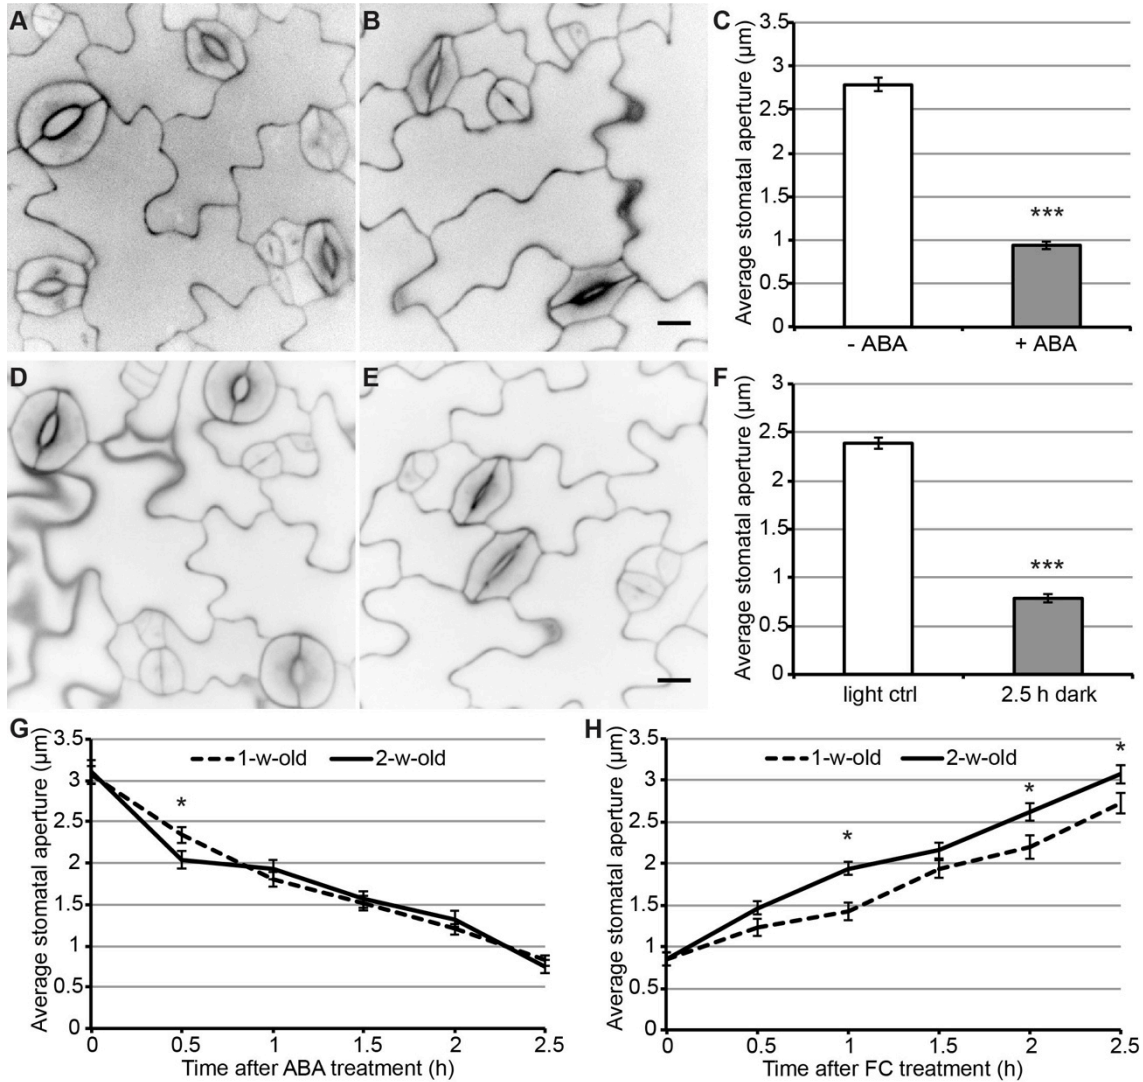 A
B
C
Average stomatal aperture (µm)
3.5
3
2.5
2
1.5
1
0.5
0
***
- ABA
+ ABA
D
E
F
Average stomatal aperture (µm)
3
2.5
2
1.5
1
0.5
0
***
light ctrl
2.5 h dark
G
Average stomatal aperture (µm)
3.5
3
2.5
2
1.5
1
0.5
0
1-w-old
2-w-old
*
0
0.5
1
1.5
2
2.5
Time after ABA treatment (h)
H
Average stomatal aperture (µm)
3.5
3
2.5
2
1.5
1
0.5
0
1-w-old
2-w-old
*
*
*
0
0.5
1
1.5
2
2.5
Time after FC treatment (h)